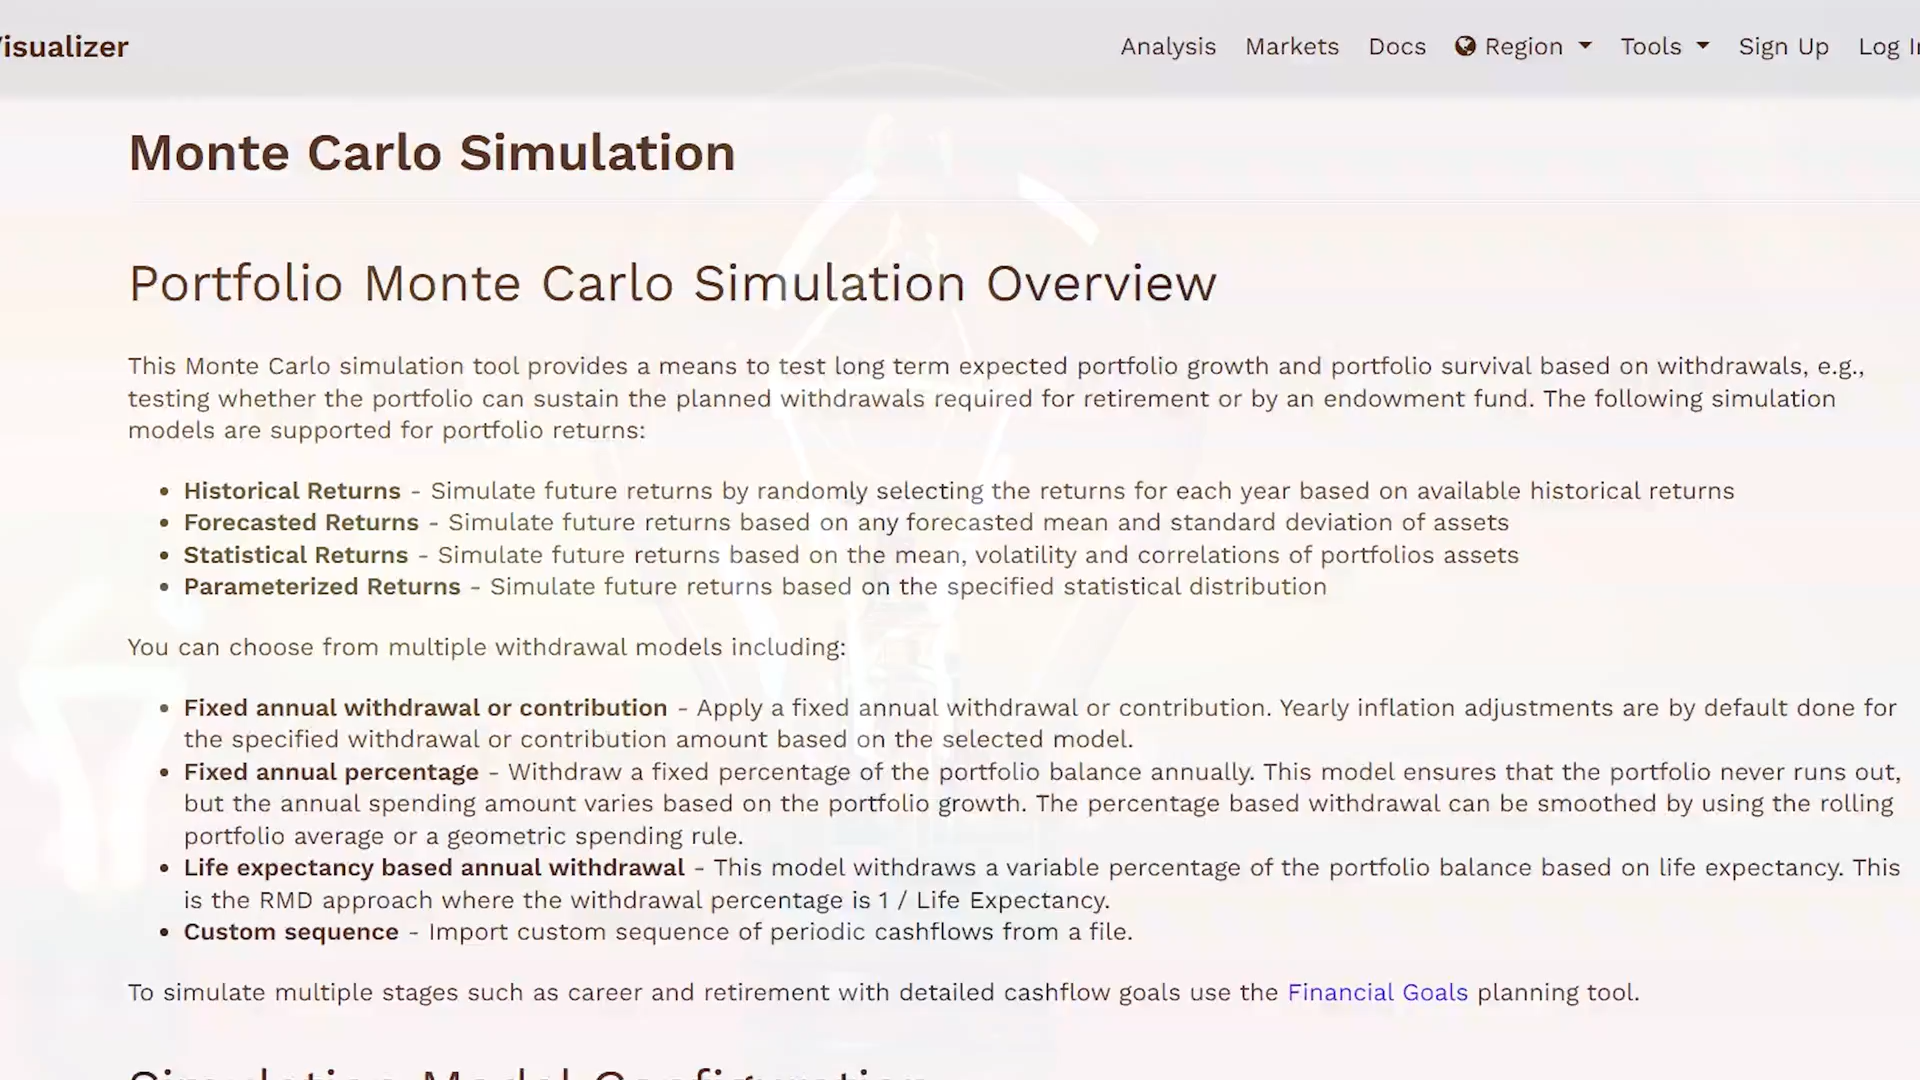 Visualizer
Analysis Markets Docs Region Tools Sign Up Log In
Monte Carlo Simulation
Portfolio Monte Carlo Simulation Overview
This Monte Carlo simulation tool provides a means to test long term expected portfolio growth and portfolio survival based on withdrawals, e.g.,
testing whether the portfolio can sustain the planned withdrawals required for retirement or by an endowment fund. The following simulation
models are supported for portfolio returns:
• Historical Returns - Simulate future returns by randomly selecting the returns for each year based on available historical returns
• Forecasted Returns - Simulate future returns based on any forecasted mean and standard deviation of assets
• Statistical Returns - Simulate future returns based on the mean, volatility and correlations of portfolios assets
• Parameterized Returns - Simulate future returns based on the specified statistical distribution
You can choose from multiple withdrawal models including:
• Fixed annual withdrawal or contribution - Apply a fixed annual withdrawal or contribution. Yearly inflation adjustments are by default done for
the specified withdrawal or contribution amount based on the selected model.
• Fixed annual percentage - Withdraw a fixed percentage of the portfolio balance annually. This model ensures that the portfolio never runs out,
but the annual spending amount varies based on the portfolio growth. The percentage based withdrawal can be smoothed by using the rolling
portfolio average or a geometric spending rule.
• Life expectancy based annual withdrawal - This model withdraws a variable percentage of the portfolio balance based on life expectancy. This
is the RMD approach where the withdrawal percentage is 1 / Life Expectancy.
• Custom sequence - Import custom sequence of periodic cashflows from a file.
To simulate multiple stages such as career and retirement with detailed cashflow goals use the Financial Goals planning tool.
Simulation Model Configuration